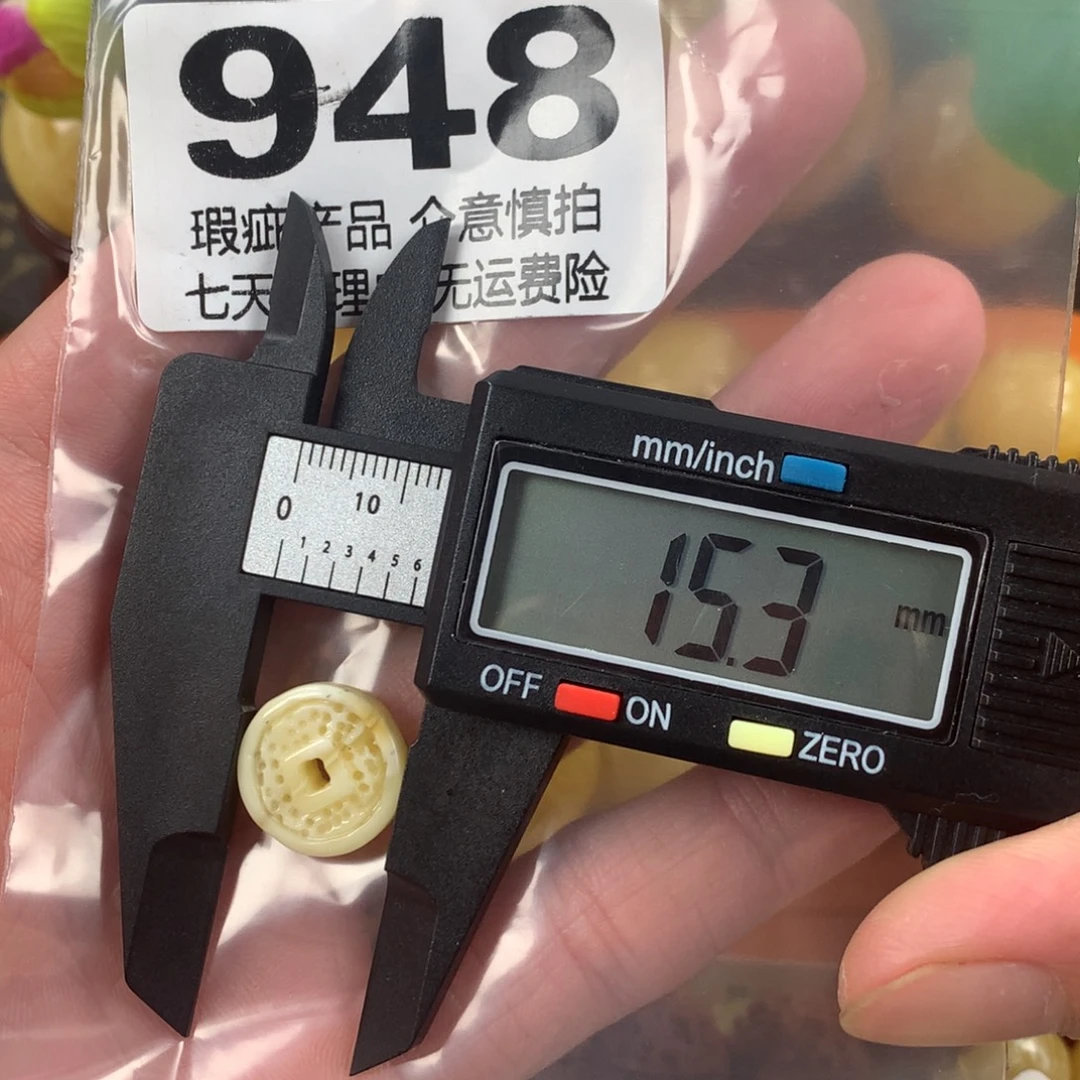 948
瑕疵产品 介意慎拍
七天 理 无运费险
mm/inch
0 10
1 2 3 4 5 6
15.3 mm
OFF ON ZERO